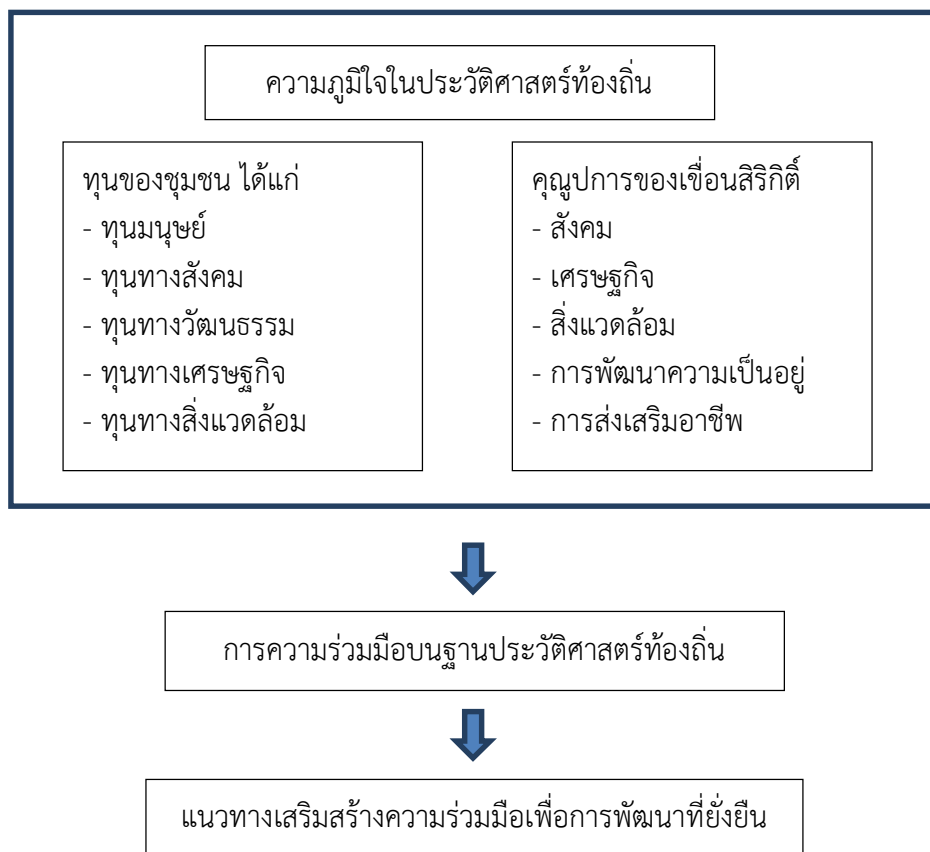 ความภูมิใจในประวัติศาสตร์ท้องถิ่น
ทุนของชุมชน ได้แก่
- ทุนมนุษย์
- ทุนทางสังคม
- ทุนทางวัฒนธรรม
- ทุนทางเศรษฐกิจ
- ทุนทางสิ่งแวดล้อม
คุณูปการของเขื่อนสิริกิติ์
- สังคม
- เศรษฐกิจ
- สิ่งแวดล้อม
- การพัฒนาความเป็นอยู่
- การส่งเสริมอาชีพ
การความร่วมมือบนฐานประวัติศาสตร์ท้องถิ่น
แนวทางเสริมสร้างความร่วมมือเพื่อการพัฒนาที่ยั่งยืน